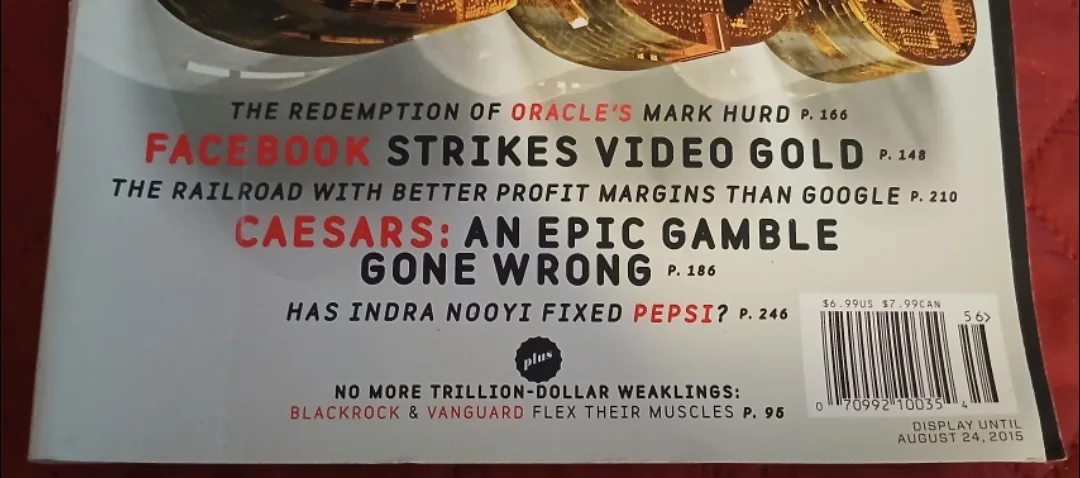 THE REDEMPTION OF ORACLE'S MARK HURD P. 166
FACEBOOK STRIKES VIDEO GOLD P. 148
THE RAILROAD WITH BETTER PROFIT MARGINS THAN GOOGLE P. 210
CAESARS: AN EPIC GAMBLE
GONE WRONG P. 186
HAS INDRA NOOYI FIXED PEPSI? P. 246
plus
NO MORE TRILLION-DOLLAR WEAKLINGS:
BLACKROCK & VANGUARD FLEX THEIR MUSCLES P. 95
$6.99US $7.99CAN
56>
0 70992 10035 4
DISPLAY UNTIL
AUGUST 24, 2015